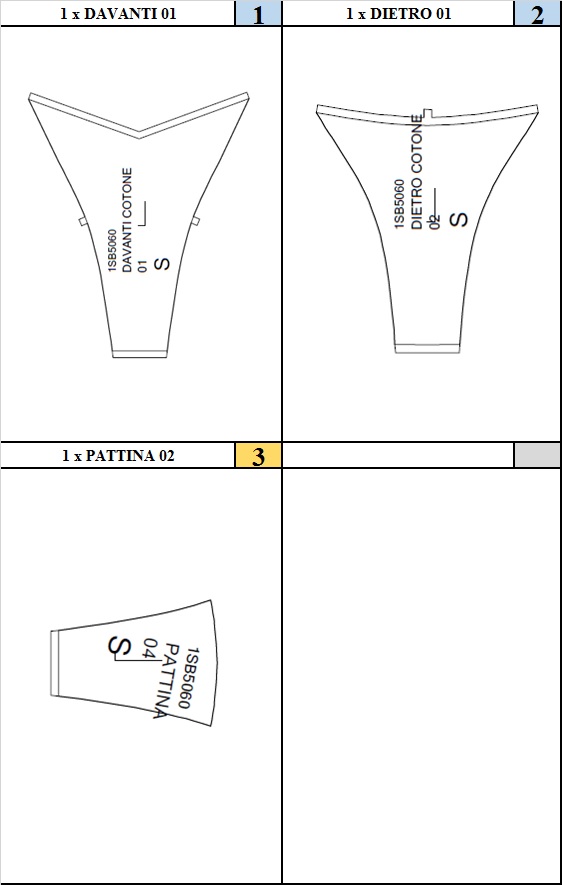 1 x DAVANTI 01
1
1 x DIETRO 01
2
1SB5060
DAVANTI COTONE
01
S
1SB5060
DIETRO COTONE
02
S
1 x PATTINA 02
3
1SB5060
PATTINA
04
S